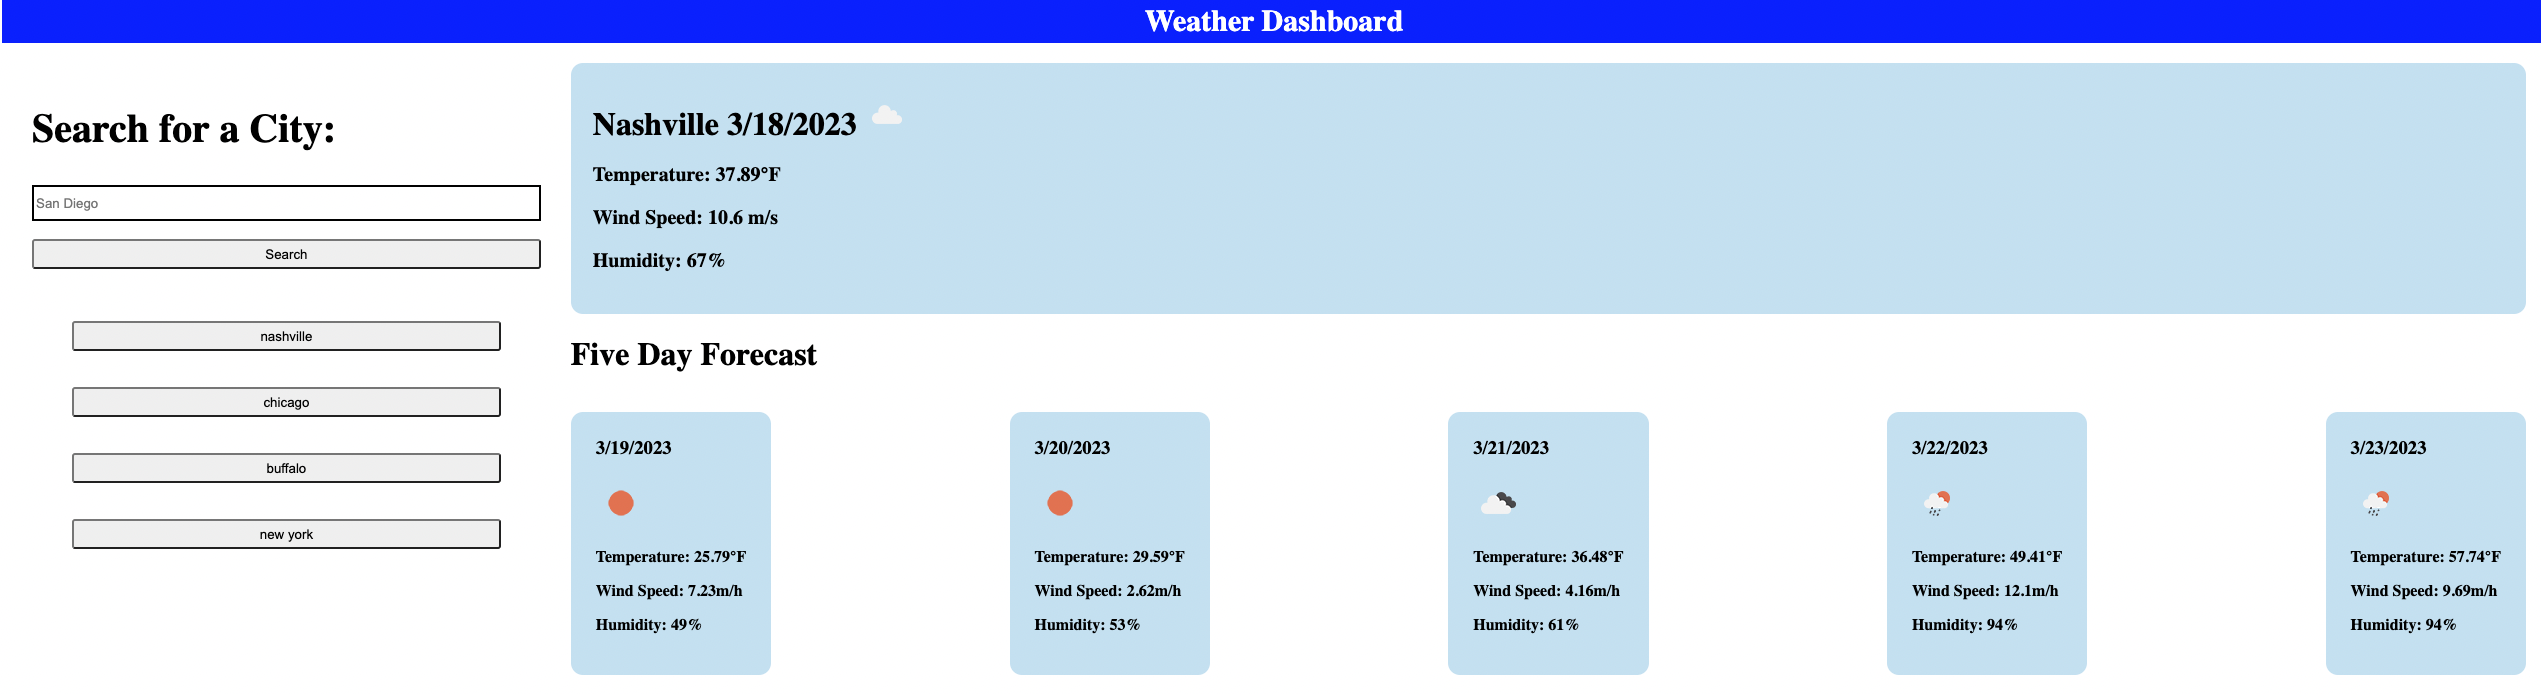 Weather Dashboard
Search for a City:
San Diego
Search
nashville
chicago
buffalo
new york
Nashville 3/18/2023
Temperature: 37.89°F
Wind Speed: 10.6 m/s
Humidity: 67%
Five Day Forecast
3/19/2023
Temperature: 25.79°F
Wind Speed: 7.23m/h
Humidity: 49%
3/20/2023
Temperature: 29.59°F
Wind Speed: 2.62m/h
Humidity: 53%
3/21/2023
Temperature: 36.48°F
Wind Speed: 4.16m/h
Humidity: 61%
3/22/2023
Temperature: 49.41°F
Wind Speed: 12.1m/h
Humidity: 94%
3/23/2023
Temperature: 57.74°F
Wind Speed: 9.69m/h
Humidity: 94%